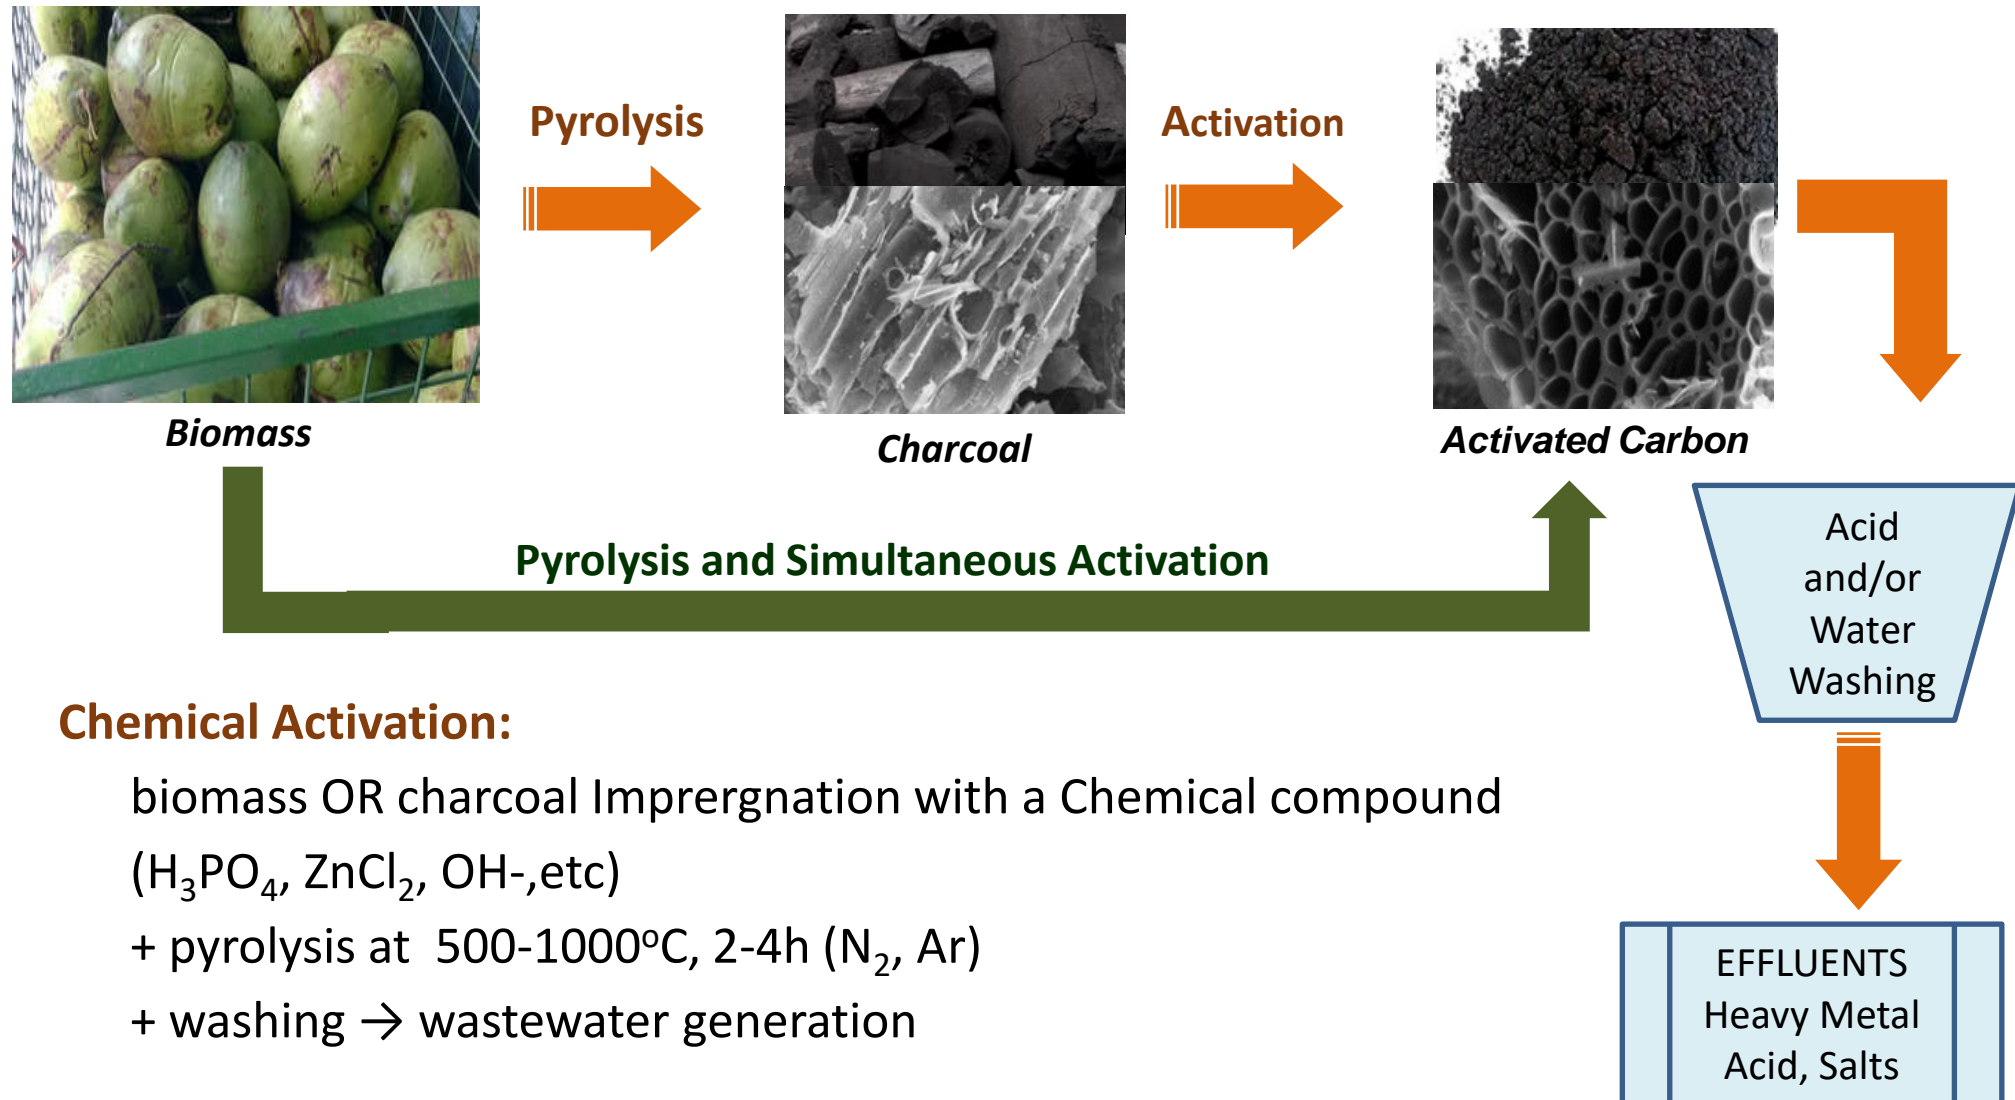 Pyrolysis
Activation
Biomass
Charcoal
Activated Carbon
Pyrolysis and Simultaneous Activation
Acid
and/or
Water
Washing
Chemical Activation:
biomass OR charcoal Imprergnation with a Chemical compound
(H₃PO₄, ZnCl₂, OH-,etc)
+ pyrolysis at 500-1000ºC, 2-4h (N₂, Ar)
+ washing → wastewater generation
EFFLUENTS
Heavy Metal
Acid, Salts